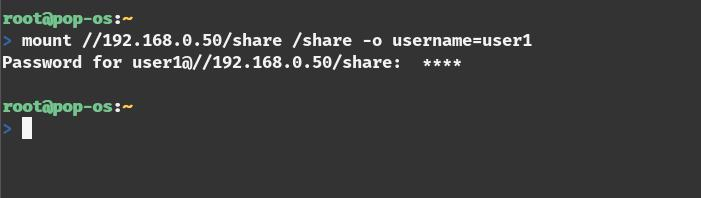 root@pop-os:~
> mount //192.168.0.50/share /share -o username=user1
Password for user1@//192.168.0.50/share:  ****
root@pop-os:~
>